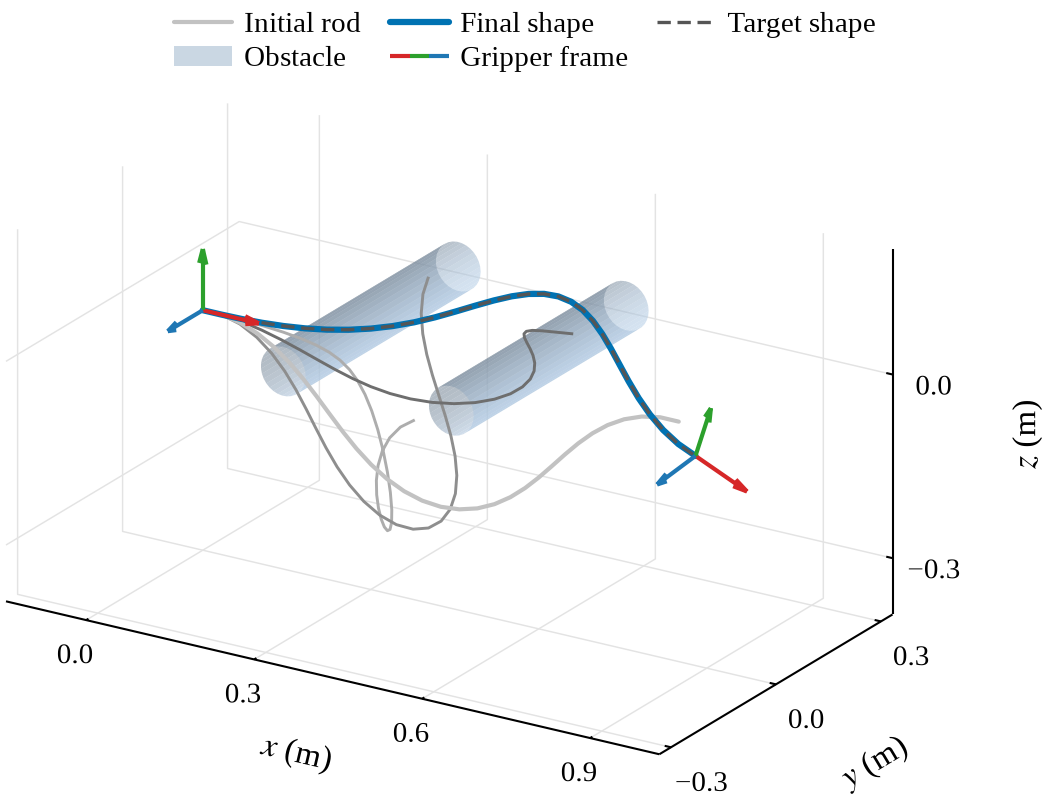 Initial rod Final shape Target shape
Obstacle Gripper frame
0.0
−0.3
z (m)
0.0
0.3
0.6
0.9
x (m)
−0.3
0.0
0.3
y (m)